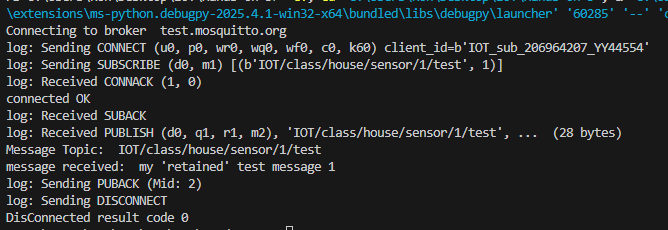 \extensions\ms-python.debugpy-2025.4.1-win32-x64\bundled\libs\debugpy\launcher' '60285' '--'
Connecting to broker  test.mosquitto.org
log: Sending CONNECT (u0, p0, wr0, wq0, wf0, c0, k60) client_id=b'IOT_sub_206964207_YY44554'
log: Sending SUBSCRIBE (d0, m1) [(b'IOT/class/house/sensor/1/test', 1)]
log: Received CONNACK (1, 0)
connected OK
log: Received SUBACK
log: Received PUBLISH (d0, q1, r1, m2), 'IOT/class/house/sensor/1/test', ...  (28 bytes)
Message Topic:  IOT/class/house/sensor/1/test
message received:  my 'retained' test message 1
log: Sending PUBACK (Mid: 2)
log: Sending DISCONNECT
DisConnected result code 0